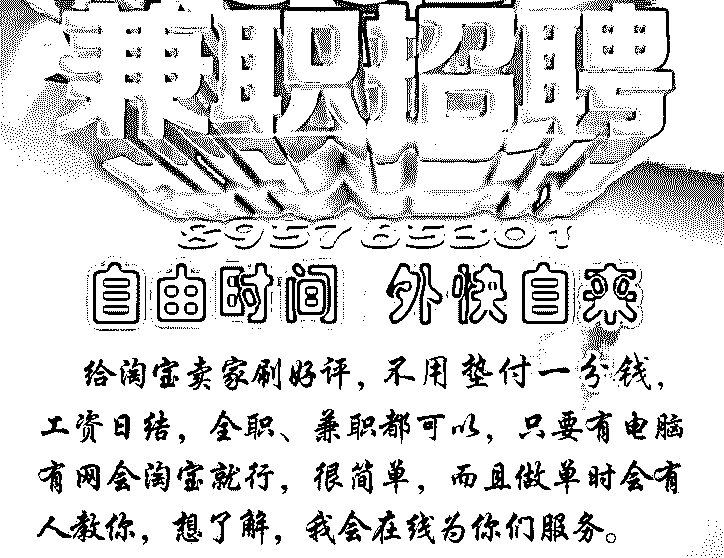 兼职招聘
895785301
自由时间 外快自来
给淘宝卖家刷好评，不用垫付一分钱，
工资日结，全职、兼职都可以，只要有电脑
有网会淘宝就行，很简单，而且做单时会有
人教你，想了解，我会在线为你们服务。